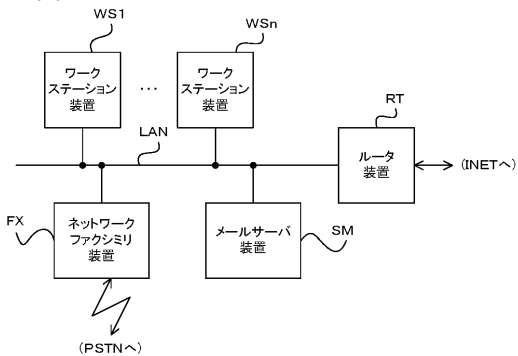 WS1
WSn
ワーク
ステーション
装置
…
ワーク
ステーション
装置
RT
LAN
ルータ
装置
(INETへ)
FX
ネットワーク
ファクシミリ
装置
メールサーバ
装置
SM
(PSTNへ)